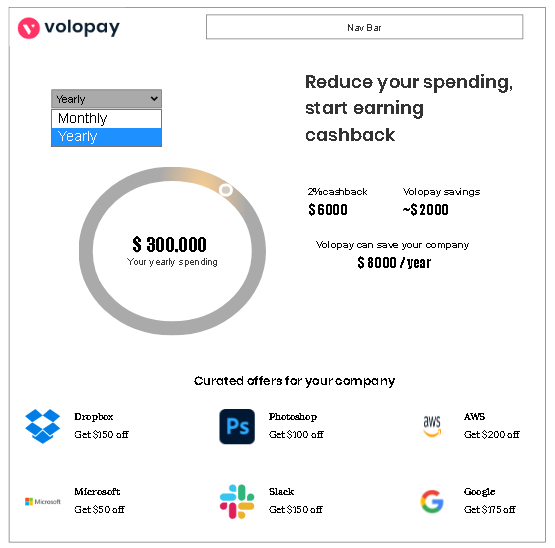 volopay
Nav Bar
Yearly
Monthly
Yearly
Reduce your spending,
start earning
cashback
2%cashback
Volopay savings
$ 6000
~$ 2000
Volopay can save your company
$ 8000 / year
$ 300.000
Your yearly spending
Curated offers for your company
Dropbox
Get $150 off
Ps
Photoshop
Get $100 off
aws
AWS
Get $200 off
Microsoft
Microsoft
Get $50 off
Slack
Get $150 off
Google
Get $175 off